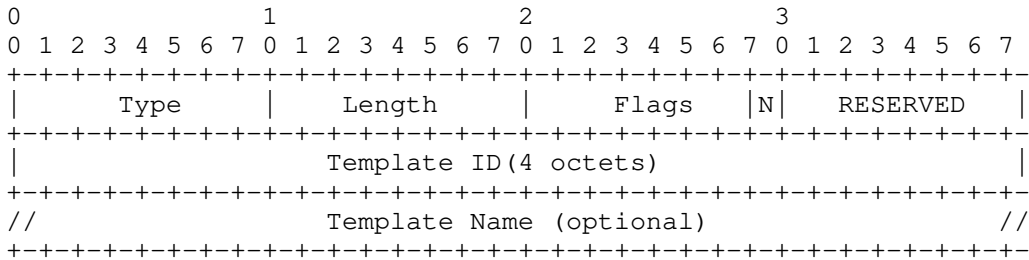 0 1 2 3
0 1 2 3 4 5 6 7 0 1 2 3 4 5 6 7 0 1 2 3 4 5 6 7 0 1 2 3 4 5 6 7
+-+-+-+-+-+-+-+-+-+-+-+-+-+-+-+-+-+-+-+-+-+-+-+-+-+-+-+-+-+-+-+-
| Type | Length | Flags |N| RESERVED |
+-+-+-+-+-+-+-+-+-+-+-+-+-+-+-+-+-+-+-+-+-+-+-+-+-+-+-+-+-+-+-+-
| Template ID(4 octets) |
+-+-+-+-+-+-+-+-+-+-+-+-+-+-+-+-+-+-+-+-+-+-+-+-+-+-+-+-+-+-+-+-
// Template Name (optional) //
+-+-+-+-+-+-+-+-+-+-+-+-+-+-+-+-+-+-+-+-+-+-+-+-+-+-+-+-+-+-+-+-